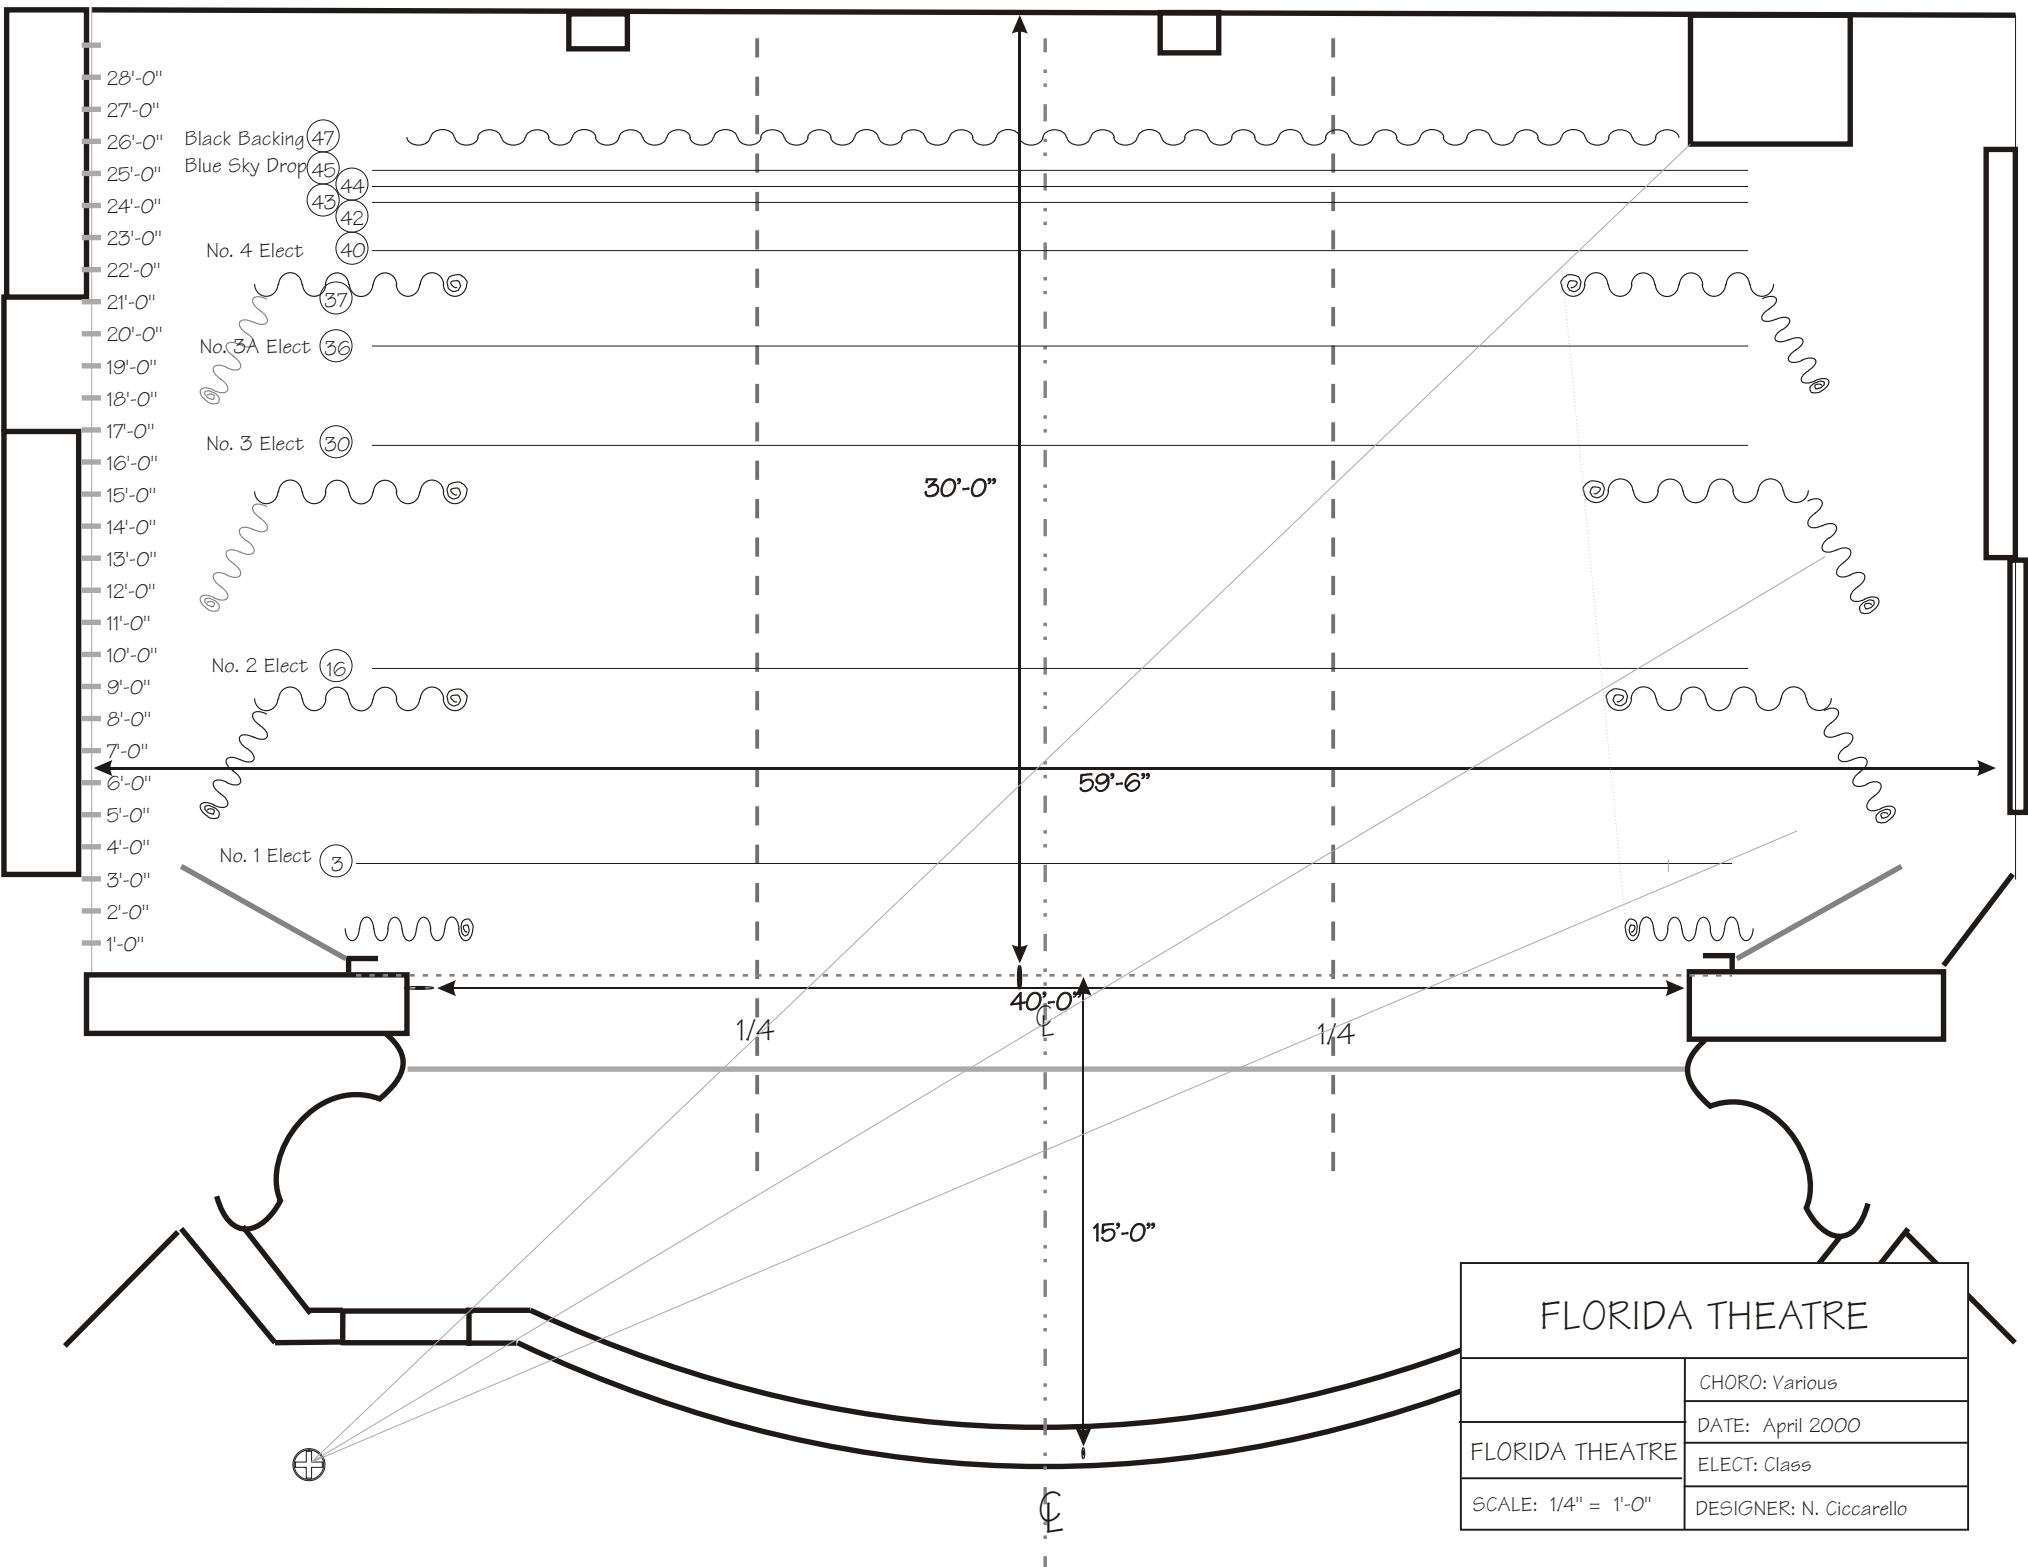 28'-0"
27'-0"
26'-0" Black Backing 47
Blue Sky Drop 45
25'-0"
44
43
24'-0"
42
23'-0"
No. 4 Elect 40
22'-0"
21'-0" 37
20'-0"
No. 3A Elect 36
19'-0"
18'-0"
17'-0"
No. 3 Elect 30
16'-0"
30'-0”
15'-0"
14'-0"
13'-0"
12'-0"
11'-0"
10'-0"
No. 2 Elect 16
9'-0"
8'-0"
7'-0"
6'-0" 59'-6”
5'-0"
4'-0"
No. 1 Elect 3
3'-0"
2'-0"
1'-0"
40'-0”
CL
1/4 1/4
15'-0”
CL
FLORIDA THEATRE
CHORO: Various
DATE: April 2000
FLORIDA THEATRE
ELECT: Class
SCALE: 1/4" = 1'-0"
DESIGNER: N. Ciccarello